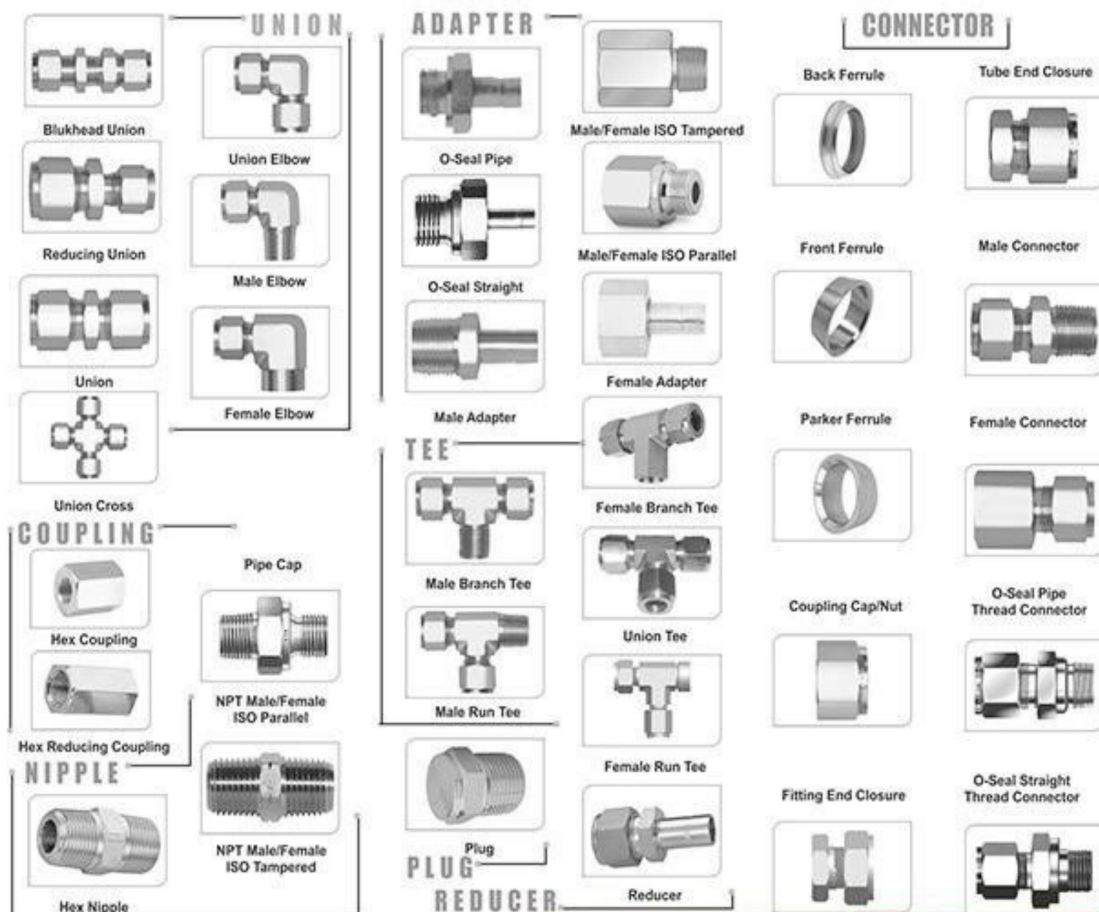 UNION
Blukhead Union
Union Elbow
Reducing Union
Male Elbow
Union
Female Elbow
Union Cross
COUPLING
Hex Coupling
Hex Reducing Coupling
Pipe Cap
NPT Male/Female
ISO Parallel
NPT Male/Female
ISO Tampered
NIPPLE
Hex Nipple
ADAPTER
O-Seal Pipe
Male/Female ISO Tampered
O-Seal Straight
Male/Female ISO Parallel
Male Adapter
Female Adapter
TEE
Female Branch Tee
Male Branch Tee
Union Tee
Male Run Tee
Female Run Tee
Plug
PLUG
REDUCER
Reducer
CONNECTOR
Back Ferrule
Tube End Closure
Front Ferrule
Male Connector
Parker Ferrule
Female Connector
Coupling Cap/Nut
O-Seal Pipe
Thread Connector
Fitting End Closure
O-Seal Straight
Thread Connector